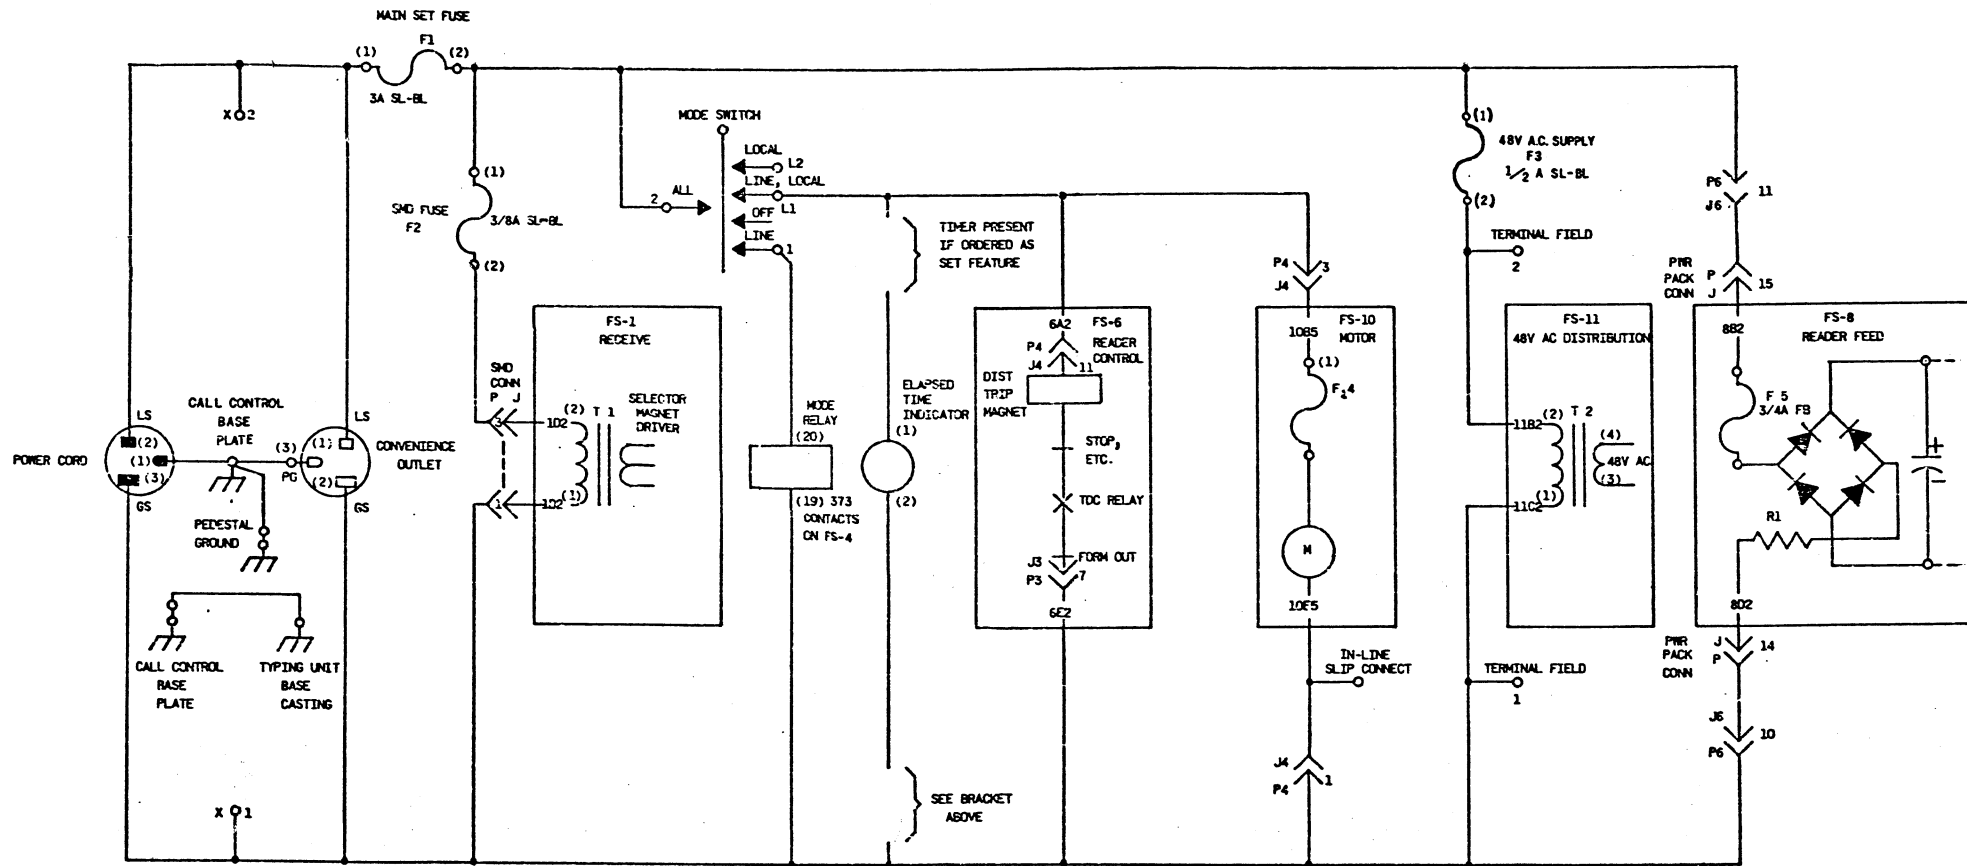 MAIN SET FUSE
F1
(1)
(2)
3A SL-BL
X 2
MODE SWITCH
LOCAL
L2
LINE, LOCAL
L1
2 ALL
OFF
LINE
1
(1)
SMD FUSE
F2
3/8A SL-BL
(2)
TIMER PRESENT
IF ORDERED AS
SET FEATURE
(1)
48V A.C. SUPPLY
F3
1/2 A SL-BL
(2)
TERMINAL FIELD
2
P6
J6
11
PWR
PACK
CONN
P
J
15
P4
J4
3
FS-1
RECEIVE
SMD
CONN
P J
3
1D2
(2)
T 1
SELECTOR
MAGNET
DRIVER
1
1D2
(1)
MODE
RELAY
(20)
(19) 373
CONTACTS
ON FS-4
ELAPSED
TIME
INDICATOR
(1)
(2)
6A2
FS-6
READER
CONTROL
P4
J4
11
DIST
TRIP
MAGNET
STOP,
ETC.
TDC RELAY
FORM OUT
J3
P3
7
6E2
10B5
FS-10
MOTOR
(1)
F 4
M
10E5
IN-LINE
SLIP CONNECT
J4
P4
1
FS-11
48V AC DISTRIBUTION
11B2
(2)
T 2
(4)
48V AC
(3)
11C2
(1)
TERMINAL FIELD
1
8B2
FS-8
READER FEED
F 5
3/4A FB
+
-
R1
8D2
PWR
PACK
CONN
J
P
14
J6
P6
10
LS
POWER CORD
(2)
(1)
(3)
GS
CALL CONTROL
BASE
PLATE
(3)
PG
LS
(1)
(2)
GS
CONVENIENCE
OUTLET
PEDESTAL
GROUND
CALL CONTROL
BASE
PLATE
TYPING UNIT
BASE
CASTING
X 1
SEE BRACKET
ABOVE